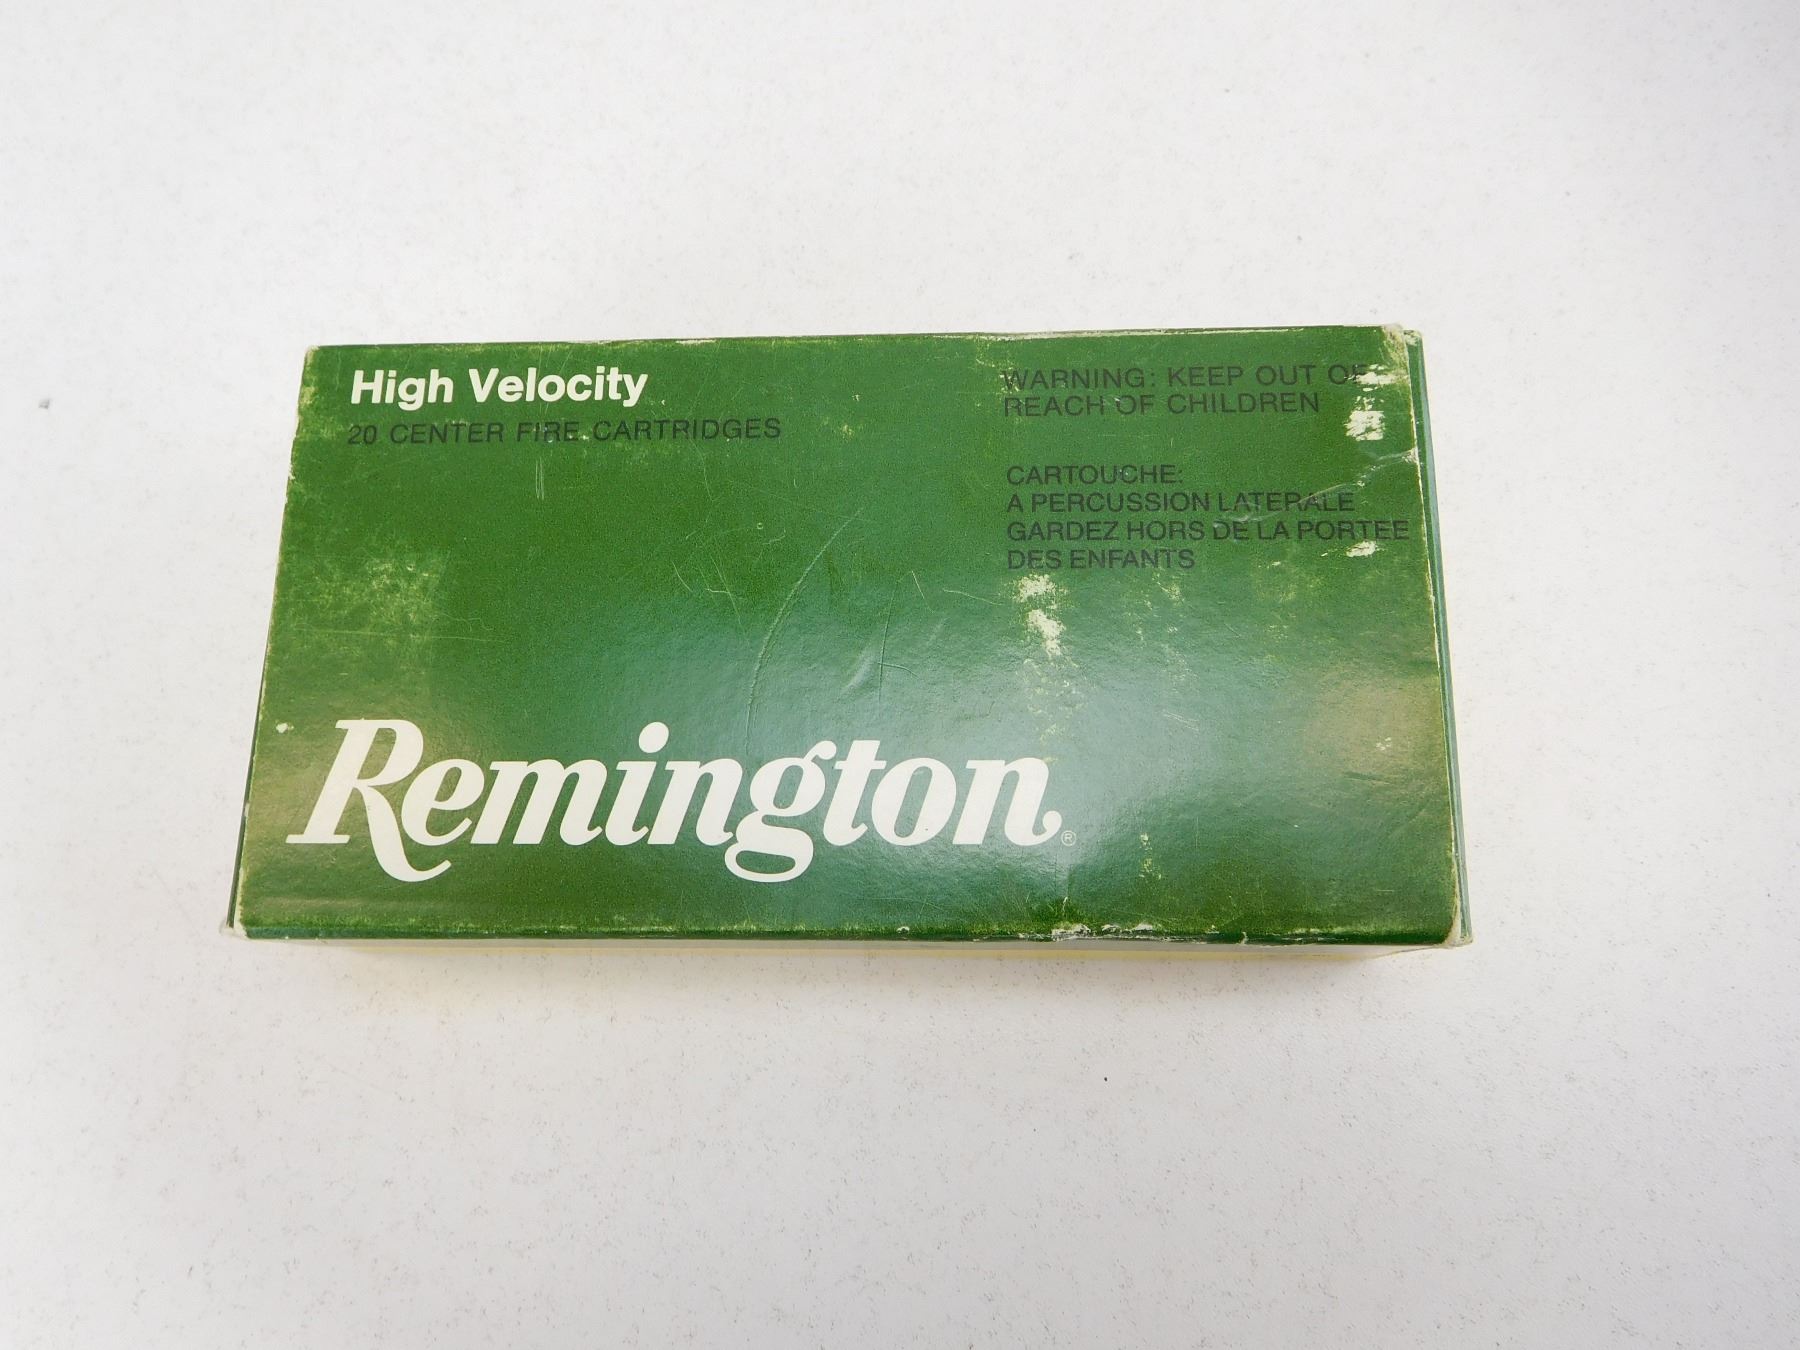 High Velocity
20 CENTER FIRE CARTRIDGES
WARNING: KEEP OUT OF
REACH OF CHILDREN
CARTOUCHE:
A PERCUSSION LATERALE
GARDEZ HORS DE LA PORTEE
DES ENFANTS
Remington®